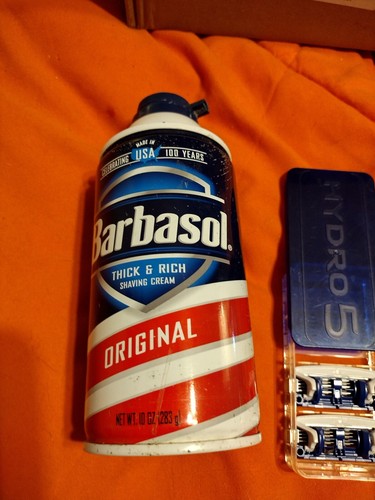 MADE IN
USA
CELEBRATING 100 YEARS
Barbasol®
THICK & RICH
SHAVING CREAM
ORIGINAL
NET WT. 10 OZ (283 g)
HYDRO 5